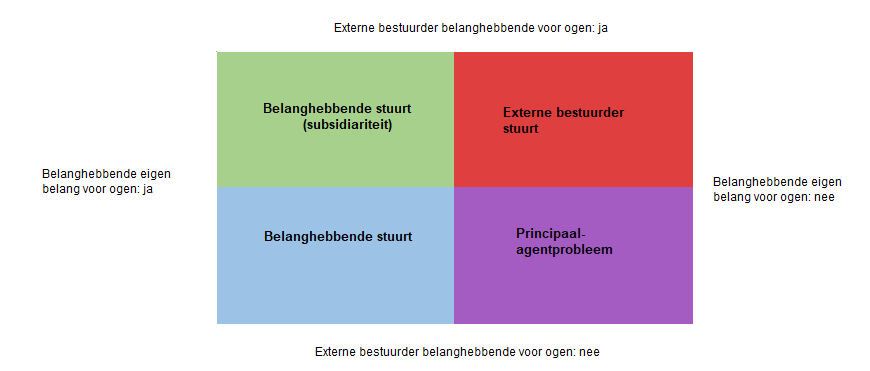 Externe bestuurder belanghebbende voor ogen: ja
Belanghebbende stuurt
(subsidiariteit)
Externe bestuurder
stuurt
Belanghebbende eigen
belang voor ogen: ja
Belanghebbende eigen
belang voor ogen: nee
Belanghebbende stuurt
Principaal-
agentprobleem
Externe bestuurder belanghebbende voor ogen: nee